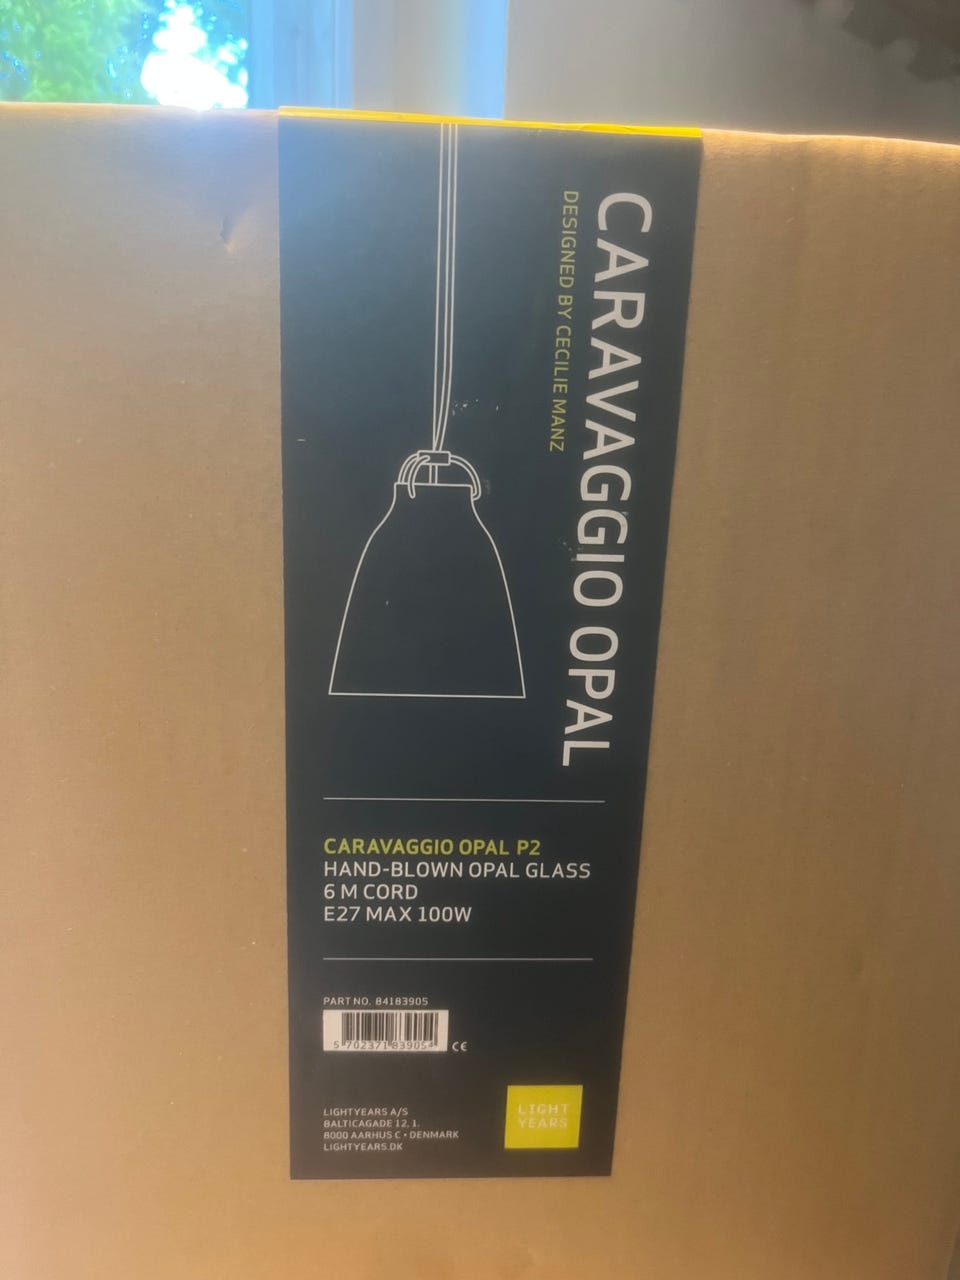 CARAVAGGIO OPAL
DESIGNED BY CECILIE MANZ
CARAVAGGIO OPAL P2
HAND-BLOWN OPAL GLASS
6 M CORD
E27 MAX 100W
PART NO. 84183905
5 702371 839054
CE
LIGHTYEARS A/S
BALTICAGADE 12, 1.
8000 AARHUS C • DENMARK
LIGHTYEARS.DK
LIGHT
YEARS